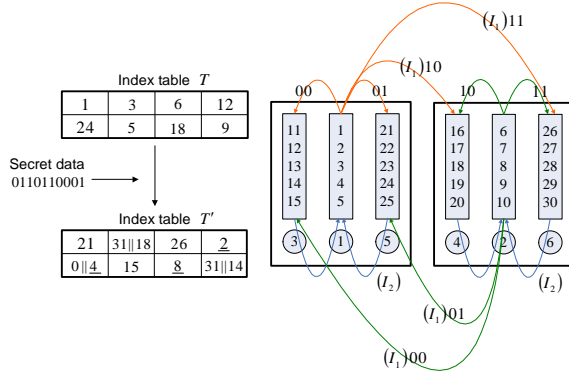 Index table T
1 3 6 12
24 5 18 9
Secret data
0110110001
Index table T'
21 31||18 26 2
0||4 15 8 31||14
(I₁)11
(I₁)10
00 01 10 11
11 1 21 16 6 26
12 2 22 17 7 27
13 3 23 18 8 28
14 4 24 19 9 29
15 5 25 20 10 30
3 1 5 4 2 6
(I₂) (I₂)
(I₁)01
(I₁)00